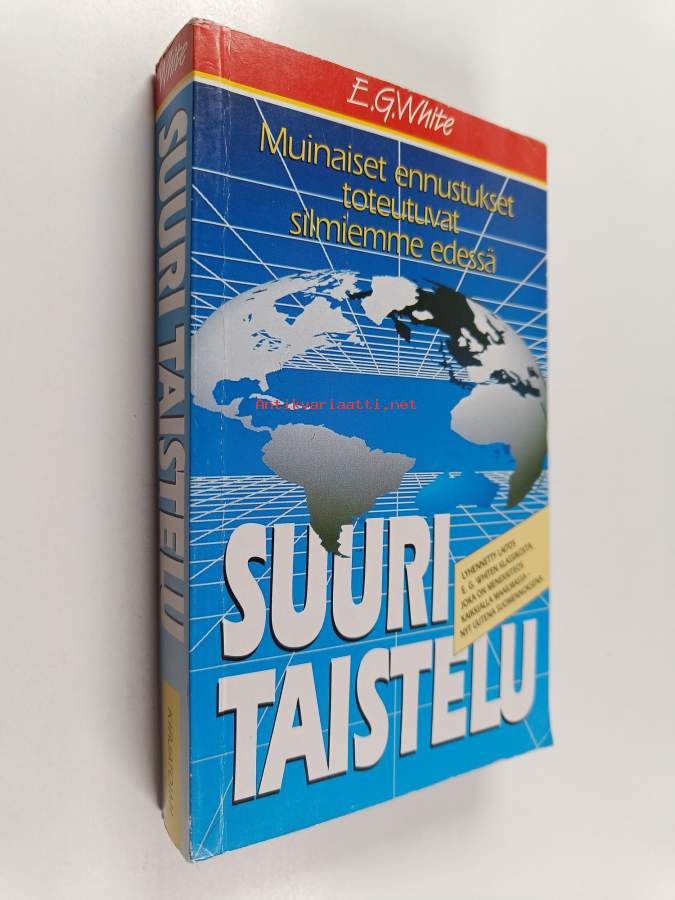 E.G.White
Muinaiset ennustukset
toteutuvat
silmiemme edessä
Antikvariaatti.net
SUURI
TAISTELU
LYHENNETTY LAITOS
E. G. WHITEN KLASSIKOSTA,
JOKA ON MENEKKITEOS
KAIKKIALLA MAAILMASSA –
NYT UUTENA SUOMENNOKSENA
White
SUURI TAISTELU